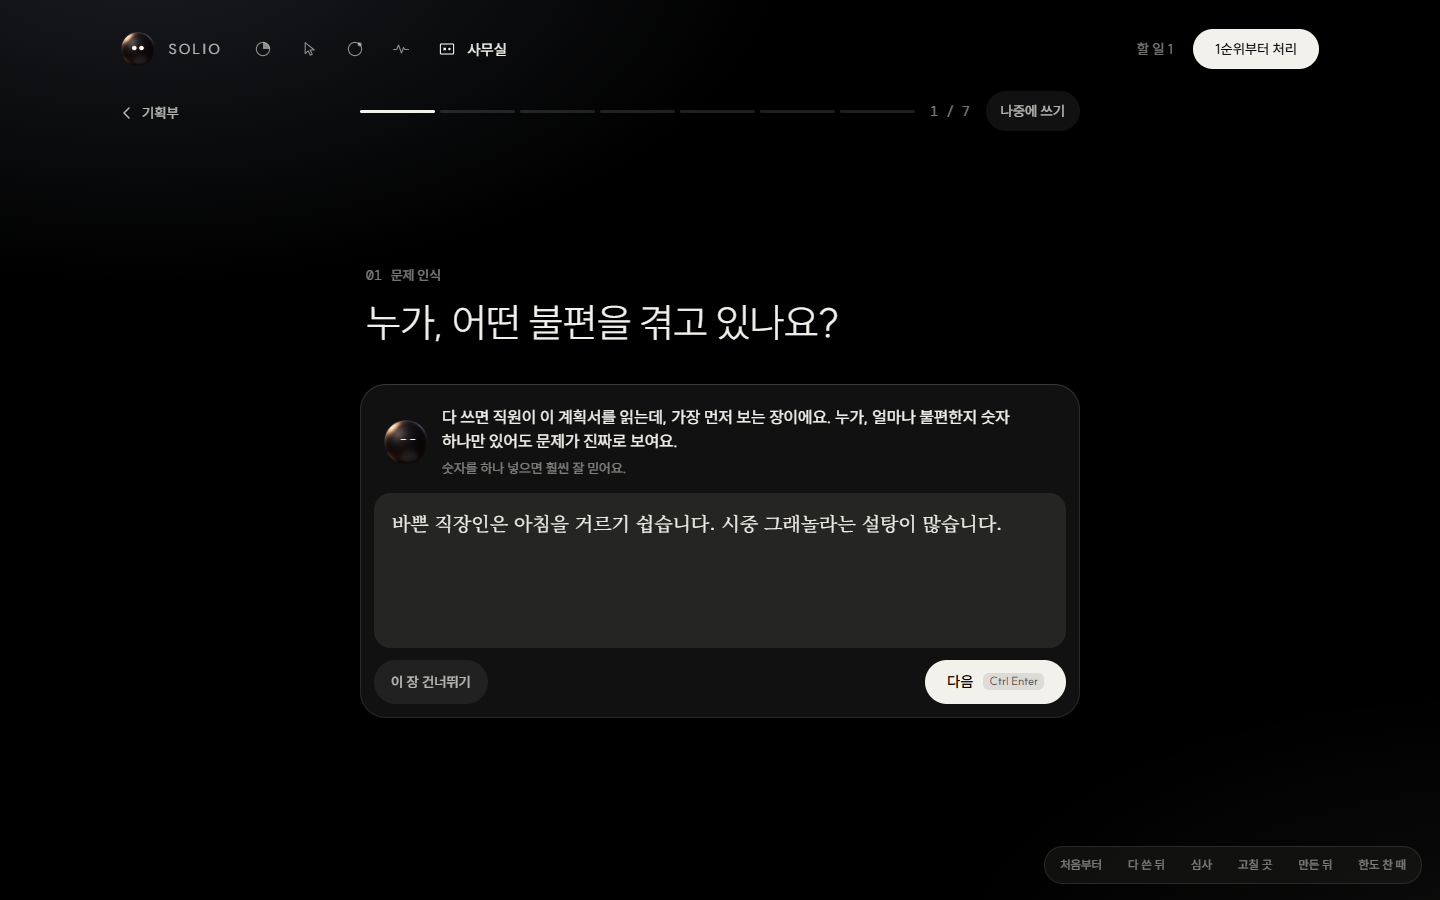 SOLIO
사무실
할 일 1
1순위부터 처리
기획부
1 / 7
나중에 쓰기
01 문제 인식
누가, 어떤 불편을 겪고 있나요?
다 쓰면 직원이 이 계획서를 읽는데, 가장 먼저 보는 장이에요. 누가, 얼마나 불편한지 숫자
하나만 있어도 문제가 진짜로 보여요.
숫자를 하나 넣으면 훨씬 잘 믿어요.
바쁜 직장인은 아침을 거르기 쉽습니다. 시중 그래놀라는 설탕이 많습니다.
이 장 건너뛰기
다음 Ctrl Enter
처음부터 다 쓴 뒤 심사 고칠 곳 만든 뒤 한도 찬 때